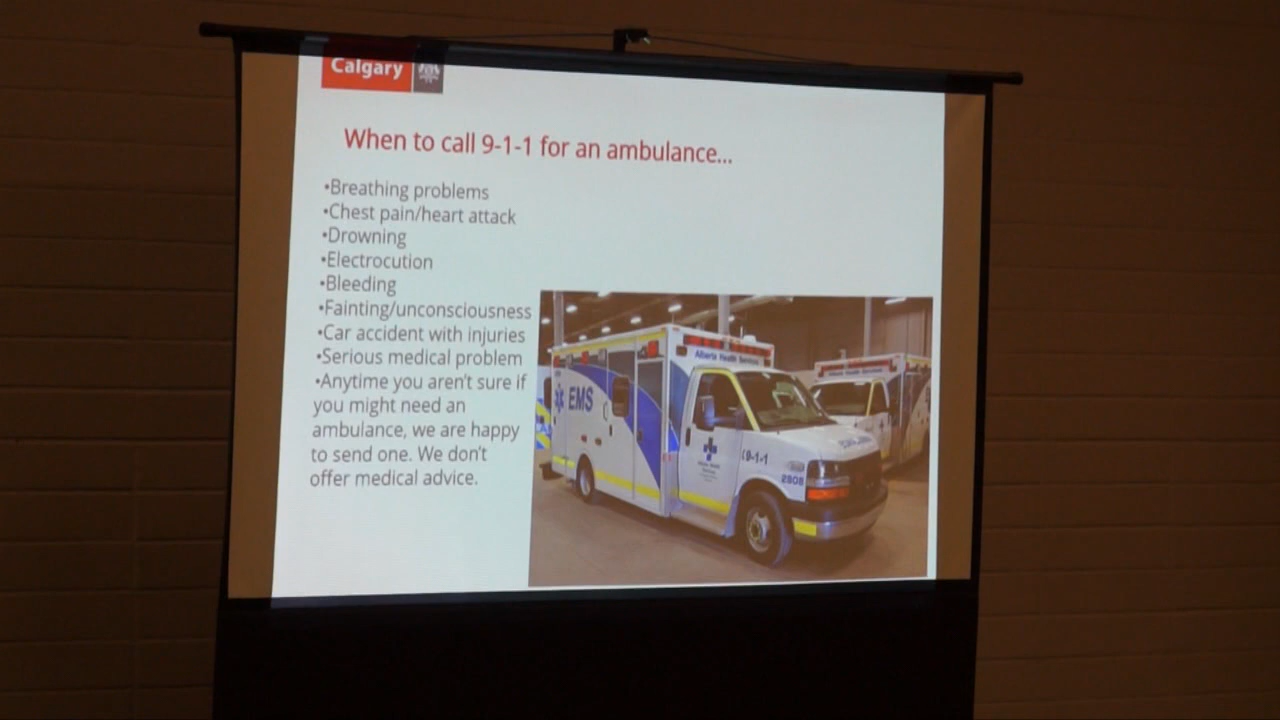 Calgary
When to call 9-1-1 for an ambulance...
•Breathing problems
•Chest pain/heart attack
•Drowning
•Electrocution
•Bleeding
•Fainting/unconsciousness
•Car accident with injuries
•Serious medical problem
•Anytime you aren't sure if
you might need an
ambulance, we are happy
to send one. We don't
offer medical advice.
Alberta Health Services
Alberta Health Services
EMS
9-1-1
2808